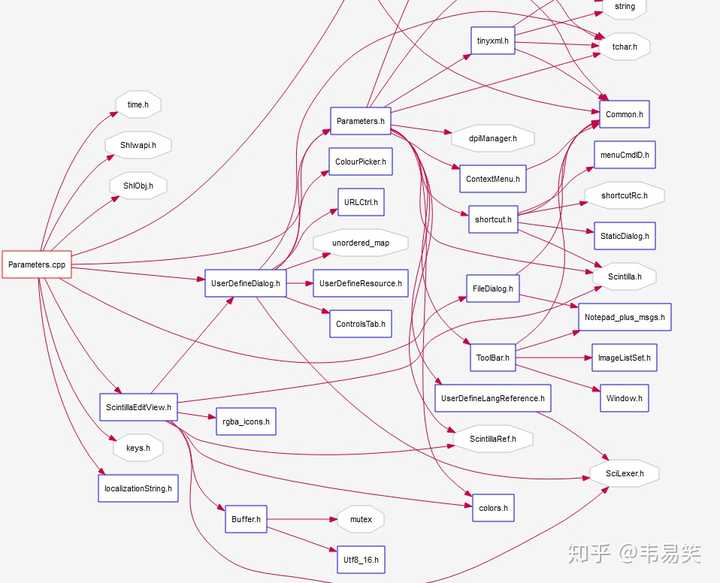 string
tinyxml.h
tchar.h
time.h
Parameters.h
Common.h
dpiManager.h
Shlwapi.h
ColourPicker.h
menuCmdID.h
ContextMenu.h
ShlObj.h
shortcutRc.h
URLCtrl.h
shortcut.h
StaticDialog.h
unordered_map
Parameters.cpp
Scintilla.h
UserDefineDialog.h
UserDefineResource.h
FileDialog.h
Notepad_plus_msgs.h
ControlsTab.h
ToolBar.h
ImageListSet.h
UserDefineLangReference.h
Window.h
ScintillaEditView.h
rgba_icons.h
ScintillaRef.h
keys.h
SciLexer.h
localizationString.h
colors.h
Buffer.h
mutex
Utf8_16.h
知乎 @韦易笑